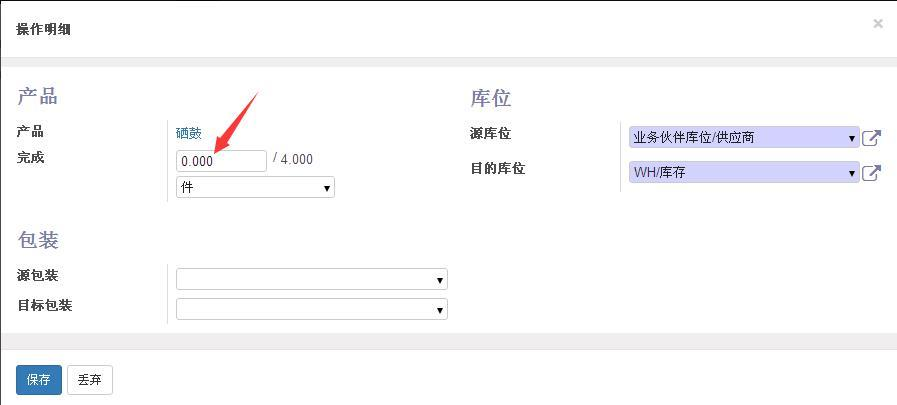 操作明细
×
产品
产品 硒鼓
完成 0.000 / 4.000
件
库位
源库位 业务伙伴库位/供应商
目的库位 WH/库存
包装
源包装
目标包装
保存 丢弃